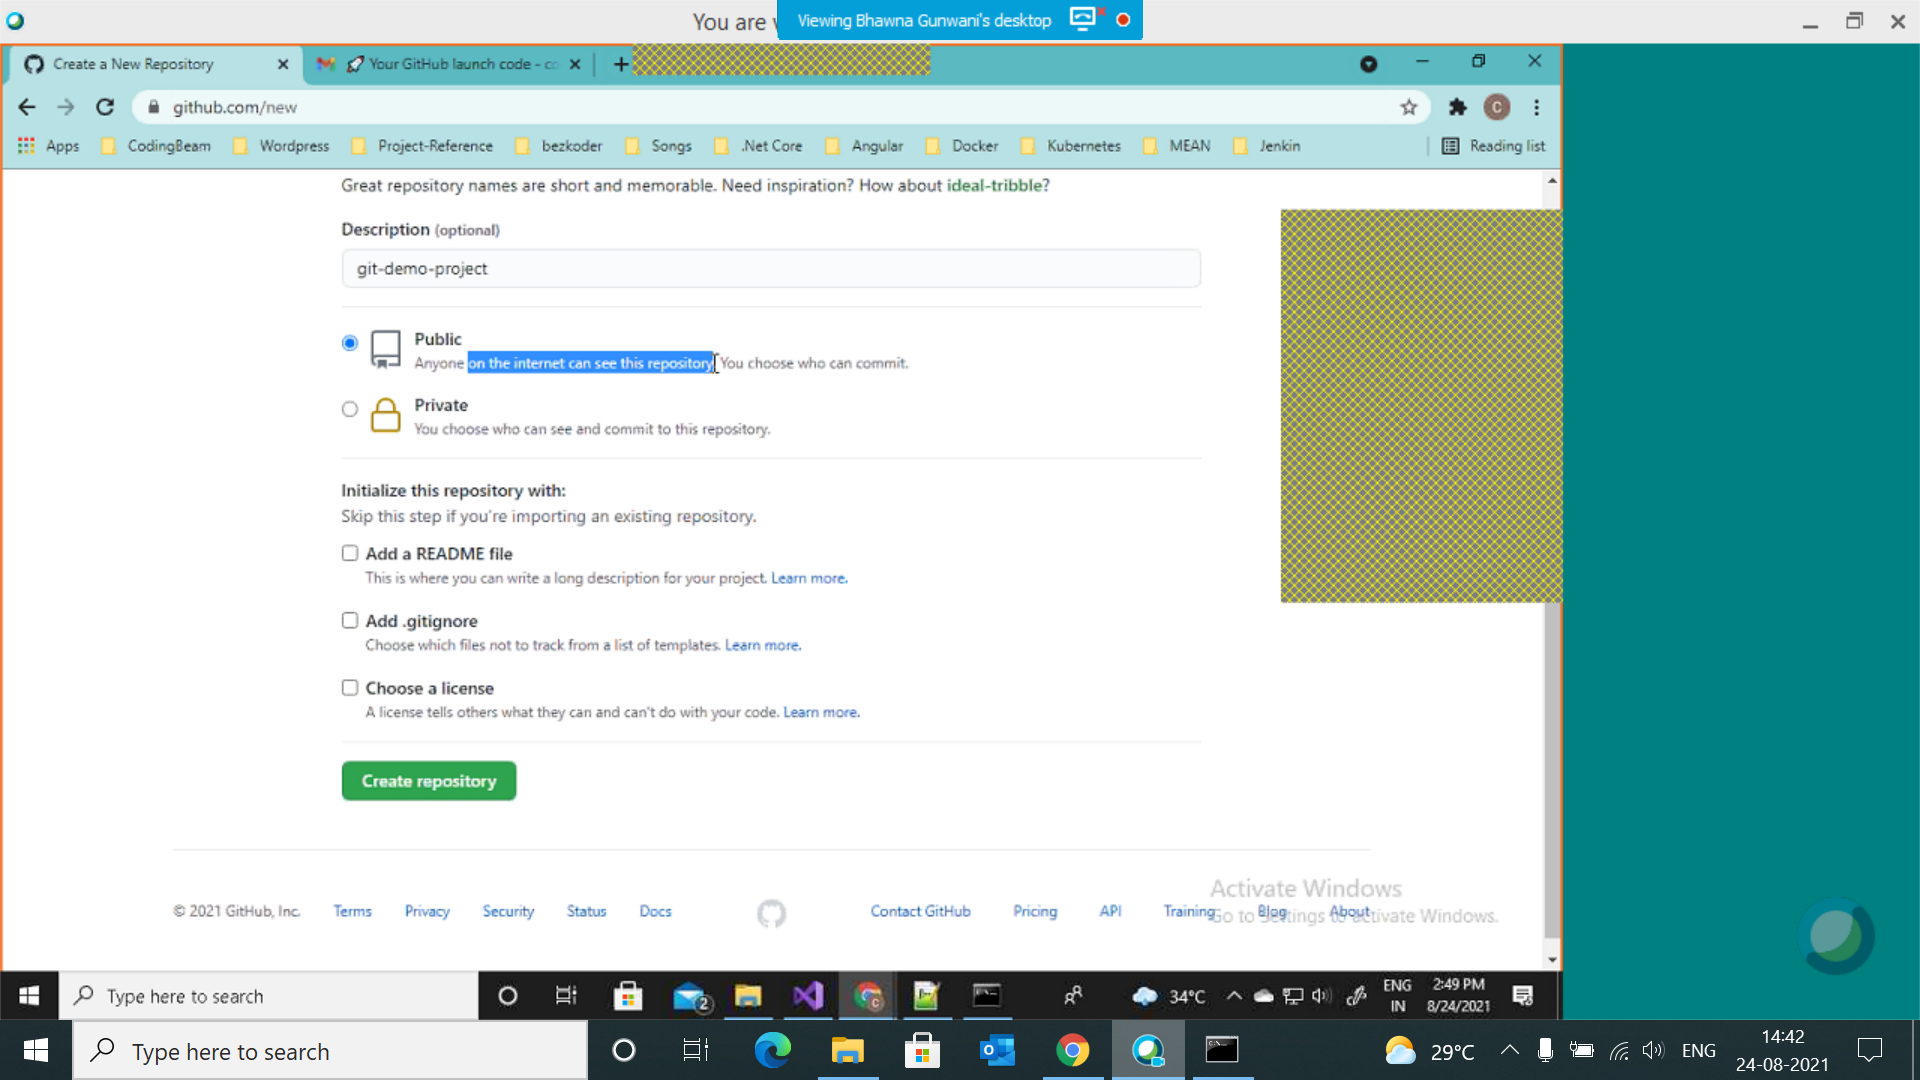 You are
Viewing Bhawna Gunwani's desktop
Create a New Repository
Your GitHub launch code - co
github.com/new
C
Apps
CodingBeam
Wordpress
Project-Reference
bezkoder
Songs
.Net Core
Angular
Docker
Kubernetes
MEAN
Jenkin
Reading list
Great repository names are short and memorable. Need inspiration? How about ideal-tribble?
Description (optional)
git-demo-project
Public
Anyone on the internet can see this repository. You choose who can commit.
Private
You choose who can see and commit to this repository.
Initialize this repository with:
Skip this step if you're importing an existing repository.
Add a README file
This is where you can write a long description for your project. Learn more.
Add .gitignore
Choose which files not to track from a list of templates. Learn more.
Choose a license
A license tells others what they can and can't do with your code. Learn more.
Create repository
Activate Windows
Go to Settings to activate Windows.
© 2021 GitHub, Inc.
Terms
Privacy
Security
Status
Docs
Contact GitHub
Pricing
API
Training
Blog
About
Type here to search
2
C
34°C
ENG
IN
2:49 PM
8/24/2021
Type here to search
29°C
ENG
14:42
24-08-2021